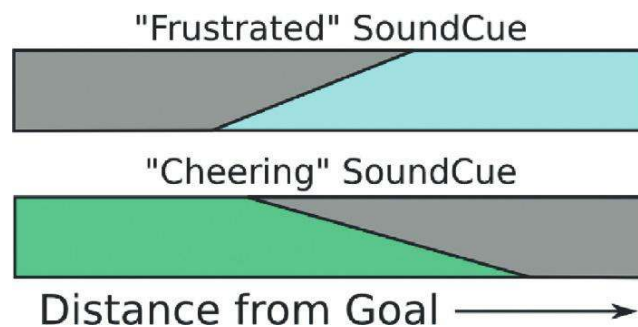 "Frustrated" SoundCue
"Cheering" SoundCue
Distance from Goal